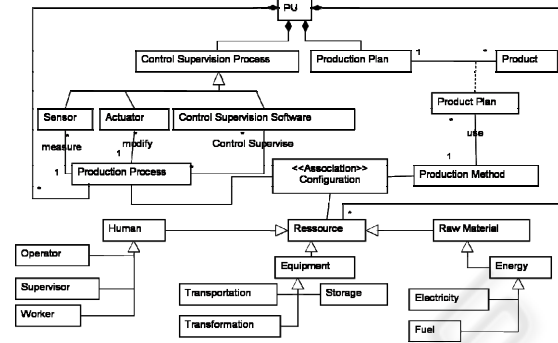 PU
Control Supervision Process
Production Plan
1
*
Product
Sensor
Actuator
Control Supervision Software
Product Plan
*
*
*
*
measure
modify
Control Supervise
use
1
1
*
1
Production Process
<<Association>>
Configuration
Production Method
*
*
Human
Ressource
Raw Material
Operator
Equipment
Energy
Supervisor
Transportation
Storage
Electricity
Worker
Transformation
Fuel